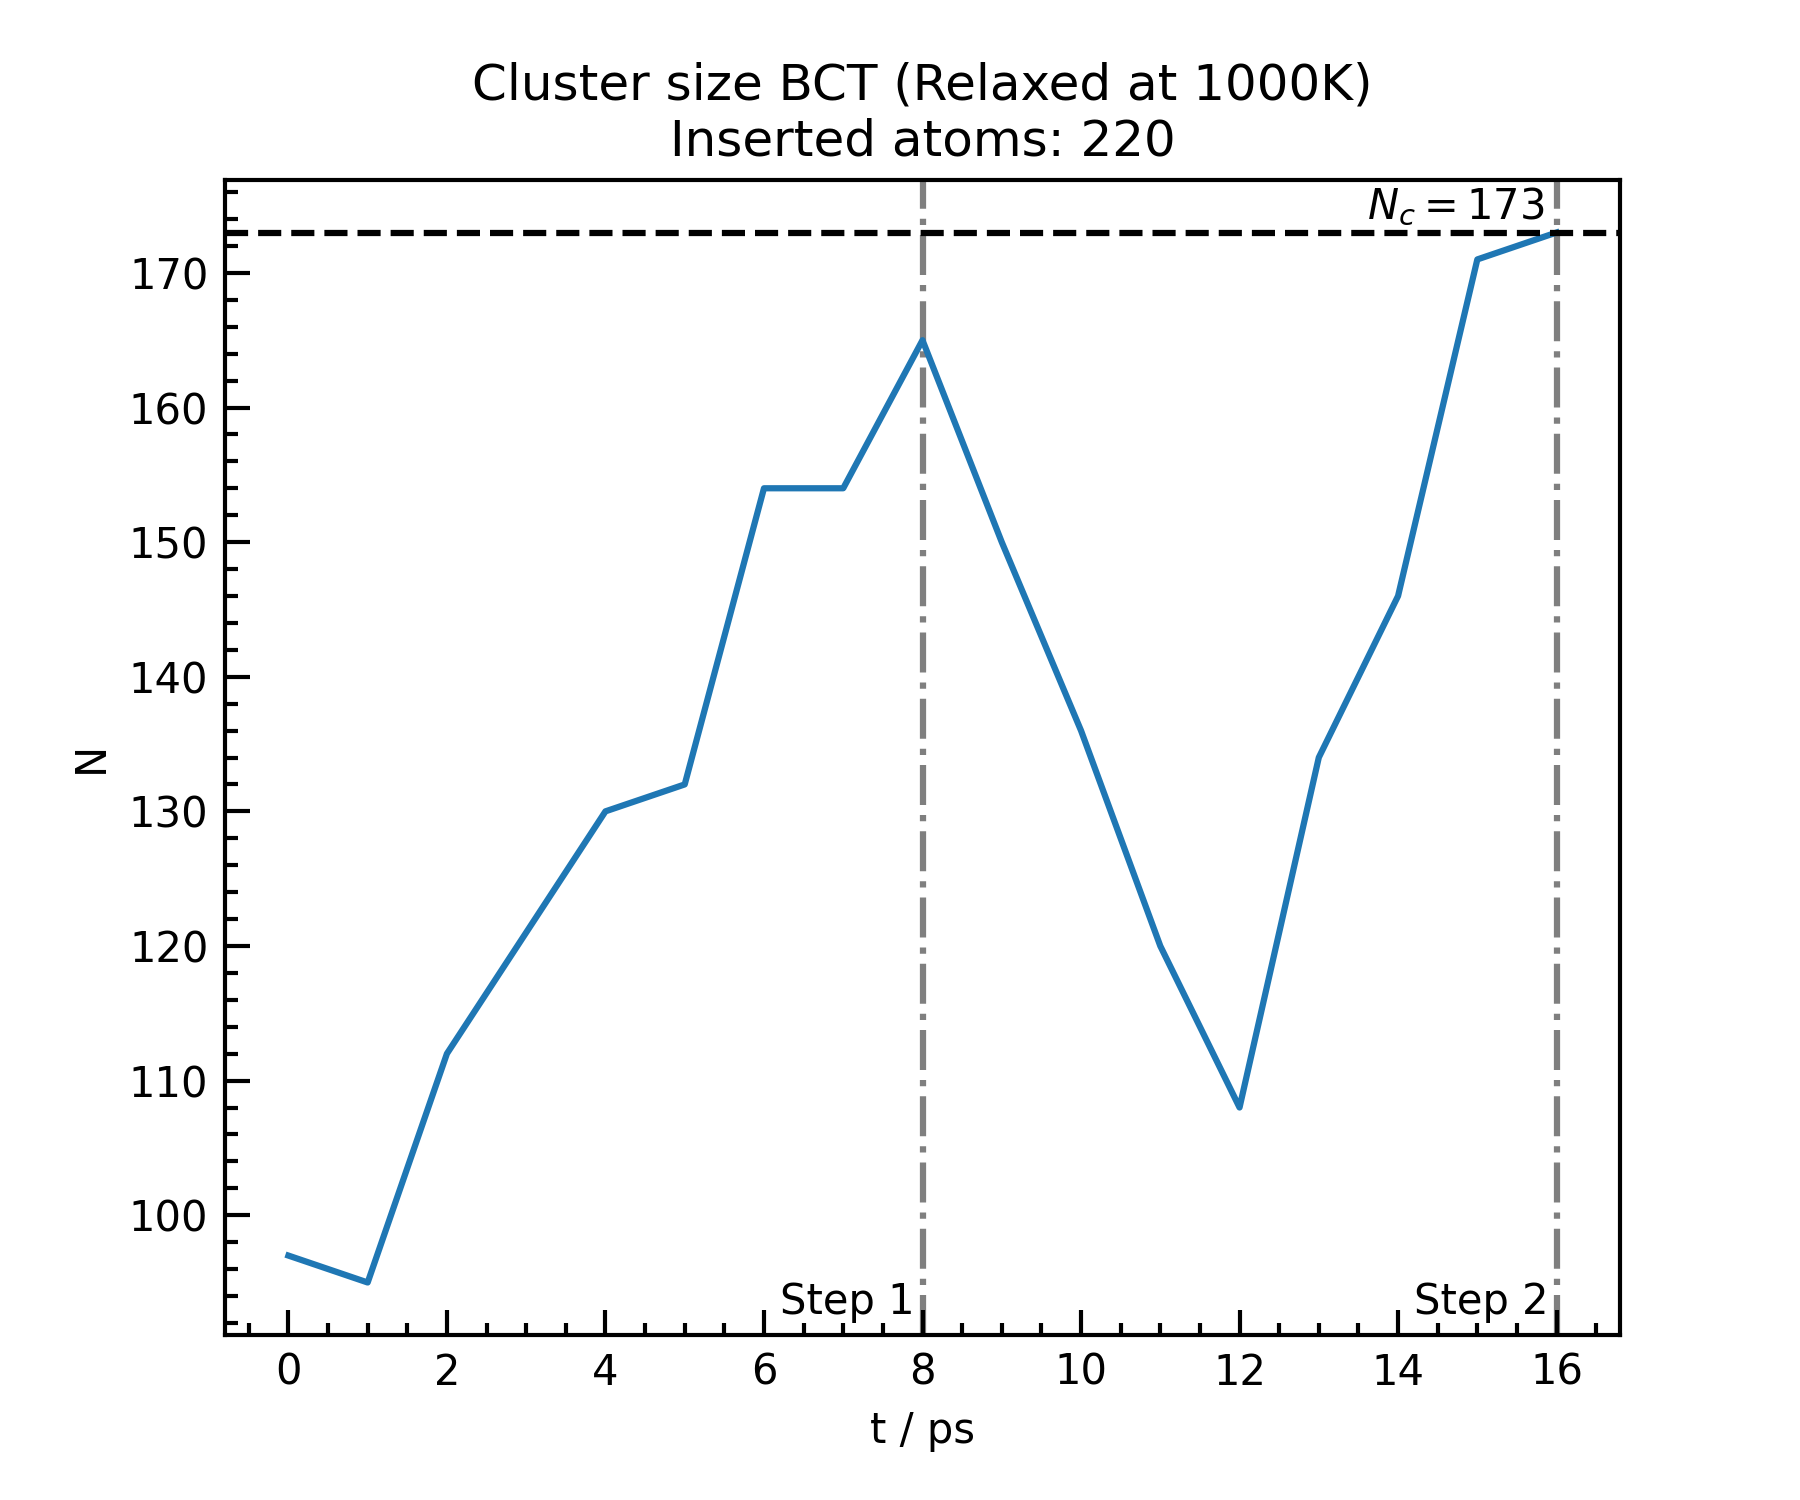 Cluster size BCT (Relaxed at 1000K)
Inserted atoms: 220
N_c = 173
170
160
150
140
130
120
110
100
N
Step 1
Step 2
0 2 4 6 8 10 12 14 16
t / ps